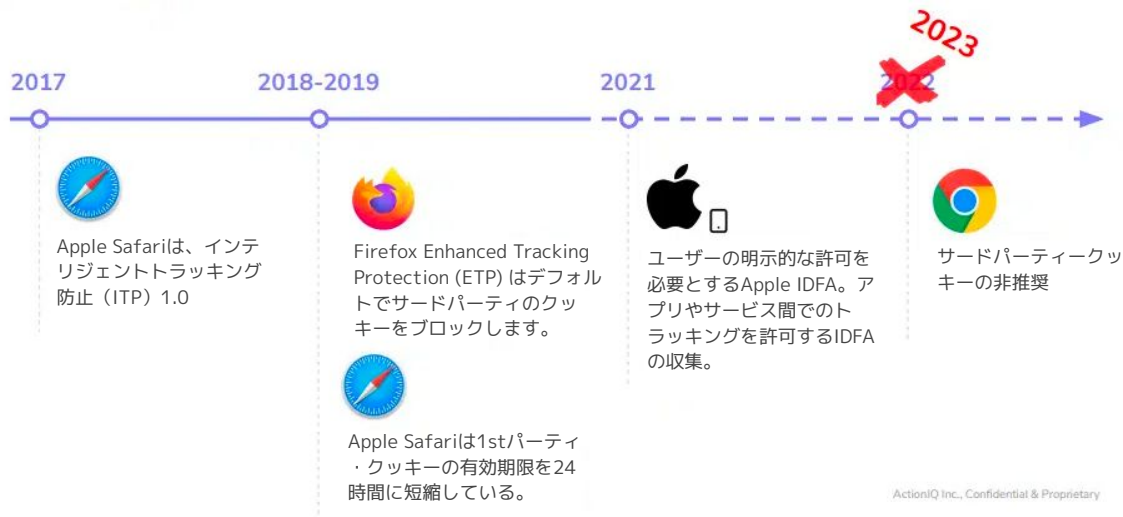 2023
2017
2018-2019
2021
2022
Apple Safariは、インテ
リジェントトラッキング
防止（ITP）1.0
Firefox Enhanced Tracking
Protection (ETP) はデフォル
トでサードパーティのクッ
キーをブロックします。
Apple Safariは1stパーティ
・クッキーの有効期限を24
時間に短縮している。
ユーザーの明示的な許可を
必要とするApple IDFA。ア
プリやサービス間でのト
ラッキングを許可するIDFA
の収集。
サードパーティークッ
キーの非推奨
ActionIQ Inc., Confidential & Proprietary